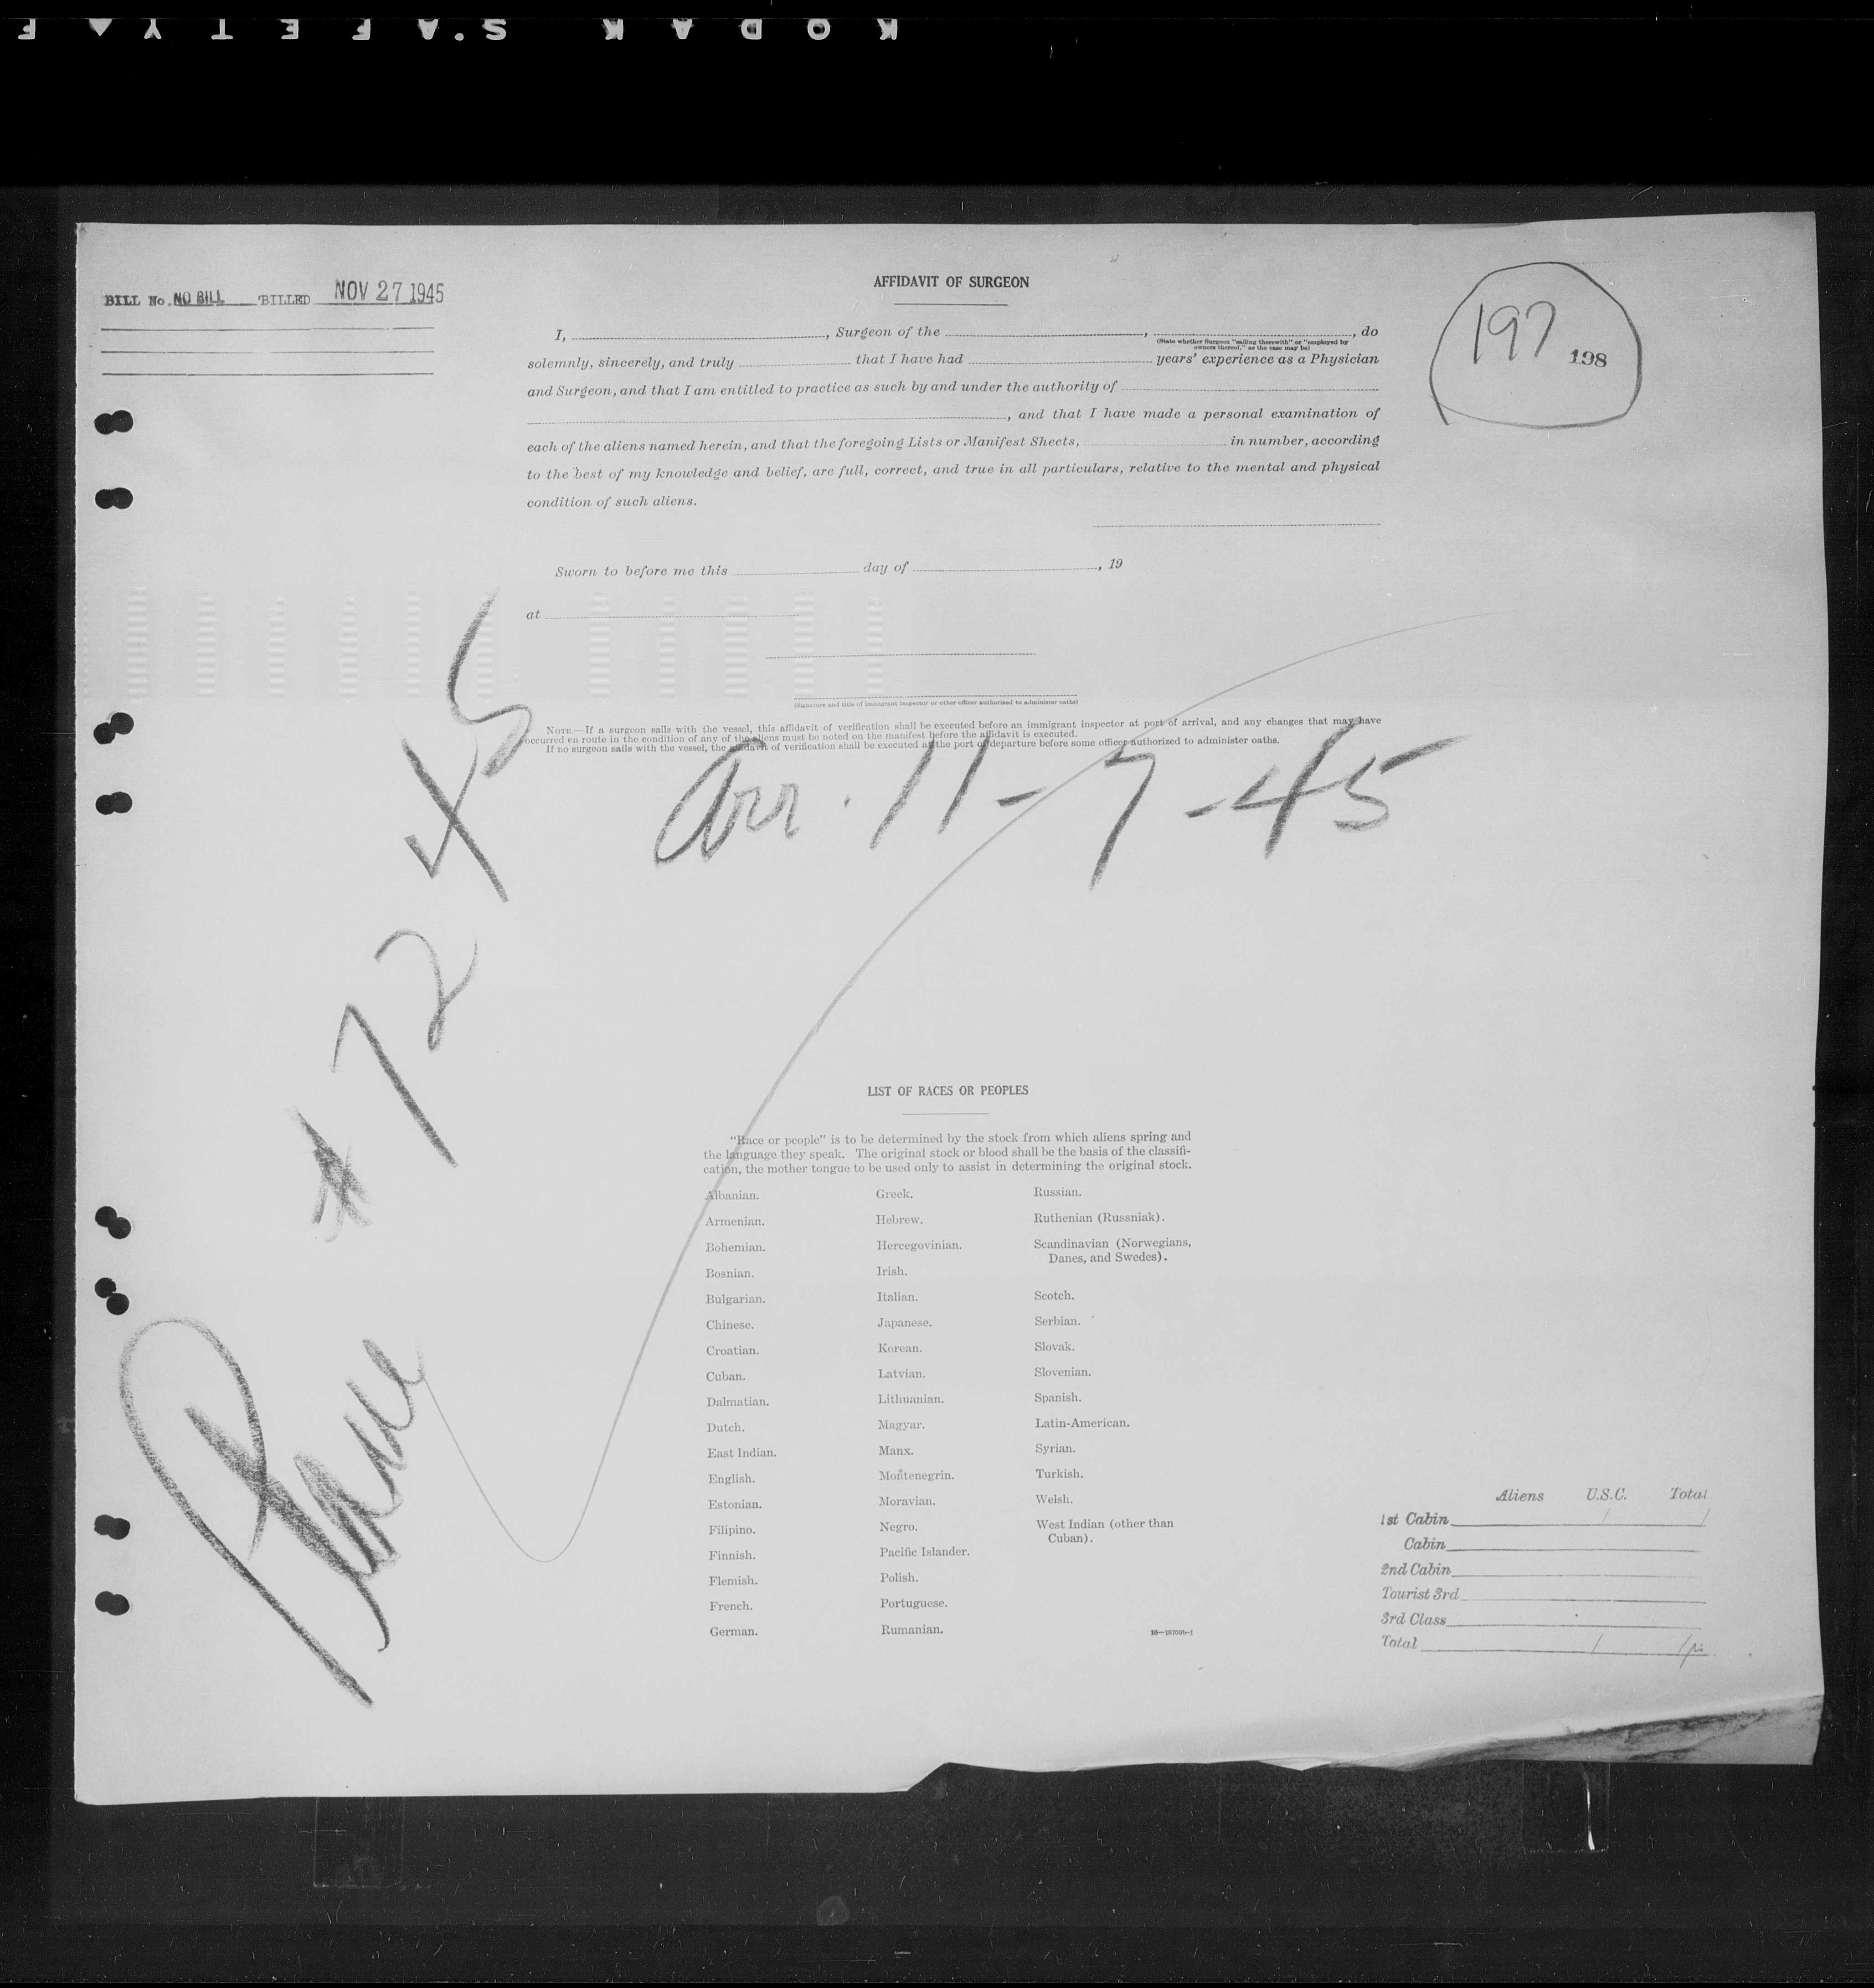 KODAK S.AFETY F
BILL No. NO BILL BILLED NOV 27 1945
AFFIDAVIT OF SURGEON
197
198
I, , Surgeon of the , , do
(State whether Surgeon "sailing therewith" or "employed by
owners thereof," as the case may be)
solemnly, sincerely, and truly that I have had years' experience as a Physician
and Surgeon, and that I am entitled to practice as such by and under the authority of
, and that I have made a personal examination of
each of the aliens named herein, and that the foregoing Lists or Manifest Sheets, in number, according
to the best of my knowledge and belief, are full, correct, and true in all particulars, relative to the mental and physical
condition of such aliens.
Sworn to before me this day of , 19
at
(Signature and title of immigrant inspector or other officer authorized to administer oaths)
NOTE.—If a surgeon sails with the vessel, this affidavit of verification shall be executed before an immigrant inspector at port of arrival, and any changes that may have
occurred en route in the condition of any of the aliens must be noted on the manifest before the affidavit is executed.
If no surgeon sails with the vessel, the affidavit of verification shall be executed at the port of departure before some officer authorized to administer oaths.
Arr. 11-7-45
Plane # 7245
LIST OF RACES OR PEOPLES
"Race or people" is to be determined by the stock from which aliens spring and
the language they speak. The original stock or blood shall be the basis of the classifi-
cation, the mother tongue to be used only to assist in determining the original stock.
Albanian.
Armenian.
Bohemian.
Bosnian.
Bulgarian.
Chinese.
Croatian.
Cuban.
Dalmatian.
Dutch.
East Indian.
English.
Estonian.
Filipino.
Finnish.
Flemish.
French.
German.
Greek.
Hebrew.
Hercegovinian.
Irish.
Italian.
Japanese.
Korean.
Latvian.
Lithuanian.
Magyar.
Manx.
Montenegrin.
Moravian.
Negro.
Pacific Islander.
Polish.
Portuguese.
Rumanian.
Russian.
Ruthenian (Russniak).
Scandinavian (Norwegians,
Danes, and Swedes).
Scotch.
Serbian.
Slovak.
Slovenian.
Spanish.
Latin-American.
Syrian.
Turkish.
Welsh.
West Indian (other than
Cuban).
Aliens U.S.C. Total
1st Cabin 1 1
Cabin
2nd Cabin
Tourist 3rd
3rd Class
Total 1 1